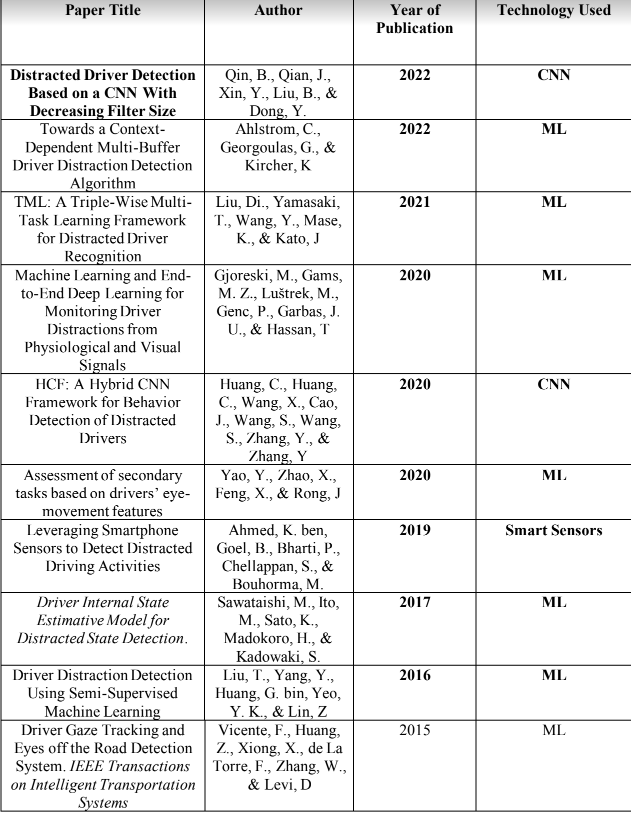 Paper Title
Author
Year of
Publication
Technology Used
Distracted Driver Detection
Based on a CNN With
Decreasing Filter Size
Qin, B., Qian, J.,
Xin, Y., Liu, B., &
Dong, Y.
2022
CNN
Towards a Context-
Dependent Multi-Buffer
Driver Distraction Detection
Algorithm
Ahlstrom, C.,
Georgoulas, G., &
Kircher, K
2022
ML
TML: A Triple-Wise Multi-
Task Learning Framework
for Distracted Driver
Recognition
Liu, Di., Yamasaki,
T., Wang, Y., Mase,
K., & Kato, J
2021
ML
Machine Learning and End-
to-End Deep Learning for
Monitoring Driver
Distractions from
Physiological and Visual
Signals
Gjoreski, M., Gams,
M. Z., Luštrek, M.,
Genc, P., Garbas, J.
U., & Hassan, T
2020
ML
HCF: A Hybrid CNN
Framework for Behavior
Detection of Distracted
Drivers
Huang, C., Huang,
C., Wang, X., Cao,
J., Wang, S., Wang,
S., Zhang, Y., &
Zhang, Y
2020
CNN
Assessment of secondary
tasks based on drivers' eye-
movement features
Yao, Y., Zhao, X.,
Feng, X., & Rong, J
2020
ML
Leveraging Smartphone
Sensors to Detect Distracted
Driving Activities
Ahmed, K. ben,
Goel, B., Bharti, P.,
Chellappan, S., &
Bouhorma, M.
2019
Smart Sensors
Driver Internal State
Estimative Model for
Distracted State Detection.
Sawataishi, M., Ito,
M., Sato, K.,
Madokoro, H., &
Kadowaki, S.
2017
ML
Driver Distraction Detection
Using Semi-Supervised
Machine Learning
Liu, T., Yang, Y.,
Huang, G. bin, Yeo,
Y. K., & Lin, Z
2016
ML
Driver Gaze Tracking and
Eyes off the Road Detection
System. IEEE Transactions
on Intelligent Transportation
Systems
Vicente, F., Huang,
Z., Xiong, X., de La
Torre, F., Zhang, W.,
& Levi, D
2015
ML